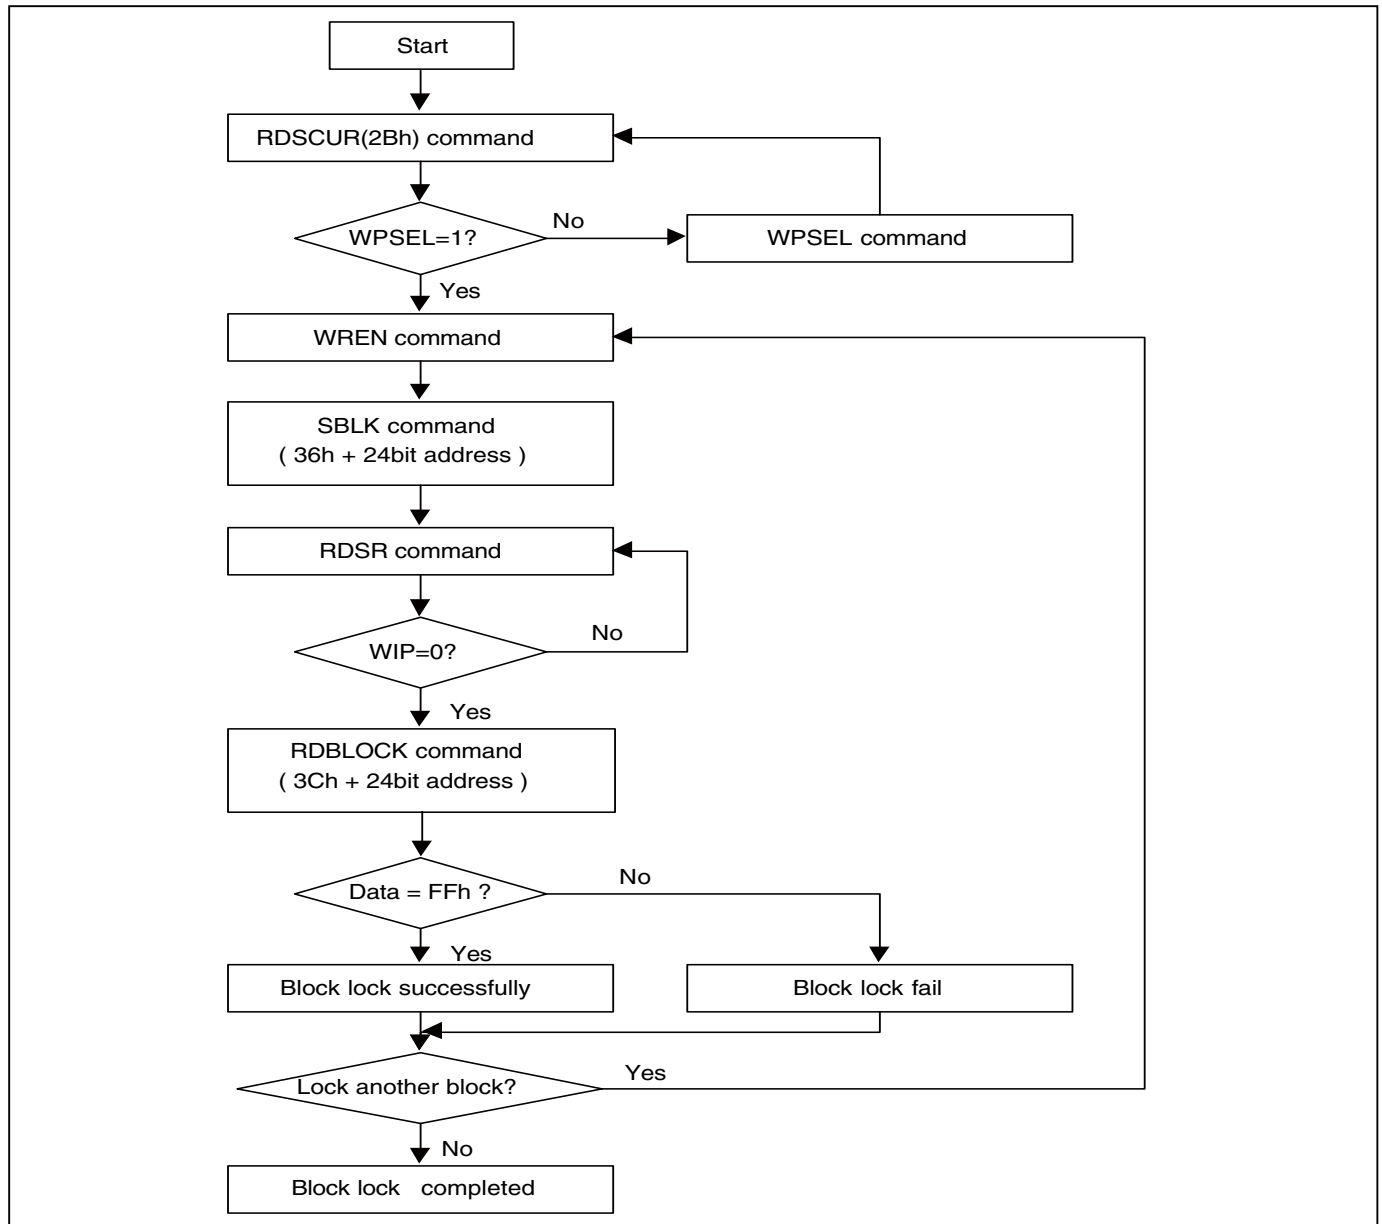 Start
RDSCUR(2Bh) command
WPSEL=1?
No
WPSEL command
Yes
WREN command
SBLK command
( 36h + 24bit address )
RDSR command
WIP=0?
No
Yes
RDBLOCK command
( 3Ch + 24bit address )
Data = FFh ?
No
Yes
Block lock successfully
Block lock fail
Lock another block?
Yes
No
Block lock completed